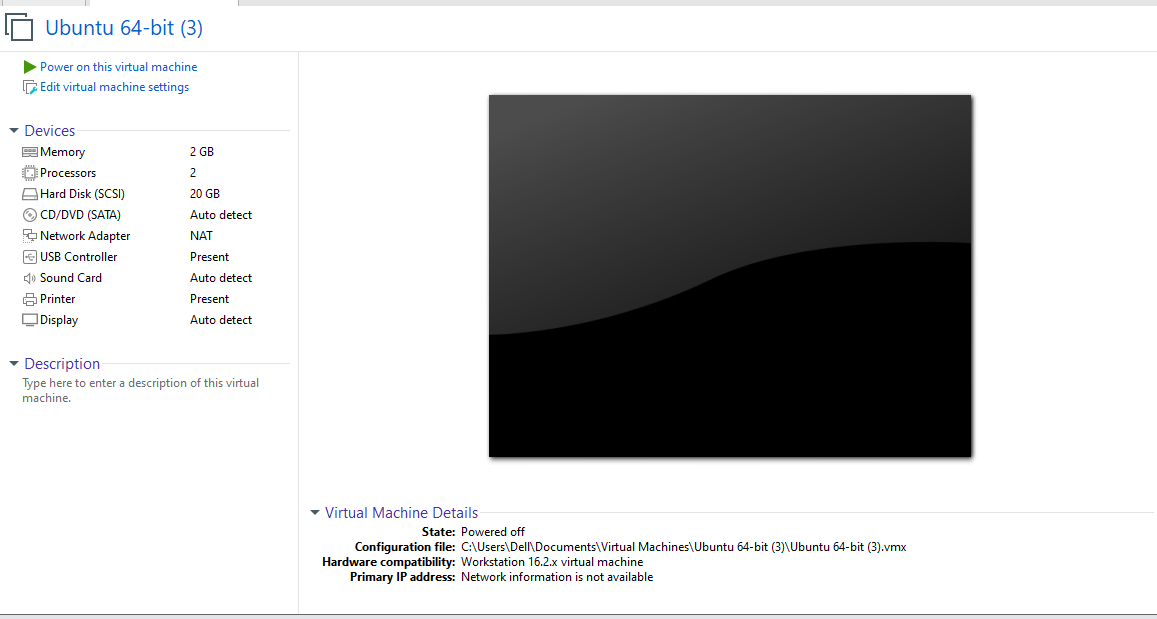 Ubuntu 64-bit (3)
Power on this virtual machine
Edit virtual machine settings
Devices
Memory 2 GB
Processors 2
Hard Disk (SCSI) 20 GB
CD/DVD (SATA) Auto detect
Network Adapter NAT
USB Controller Present
Sound Card Auto detect
Printer Present
Display Auto detect
Description
Type here to enter a description of this virtual
machine.
Virtual Machine Details
State: Powered off
Configuration file: C:\Users\Dell\Documents\Virtual Machines\Ubuntu 64-bit (3)\Ubuntu 64-bit (3).vmx
Hardware compatibility: Workstation 16.2.x virtual machine
Primary IP address: Network information is not available